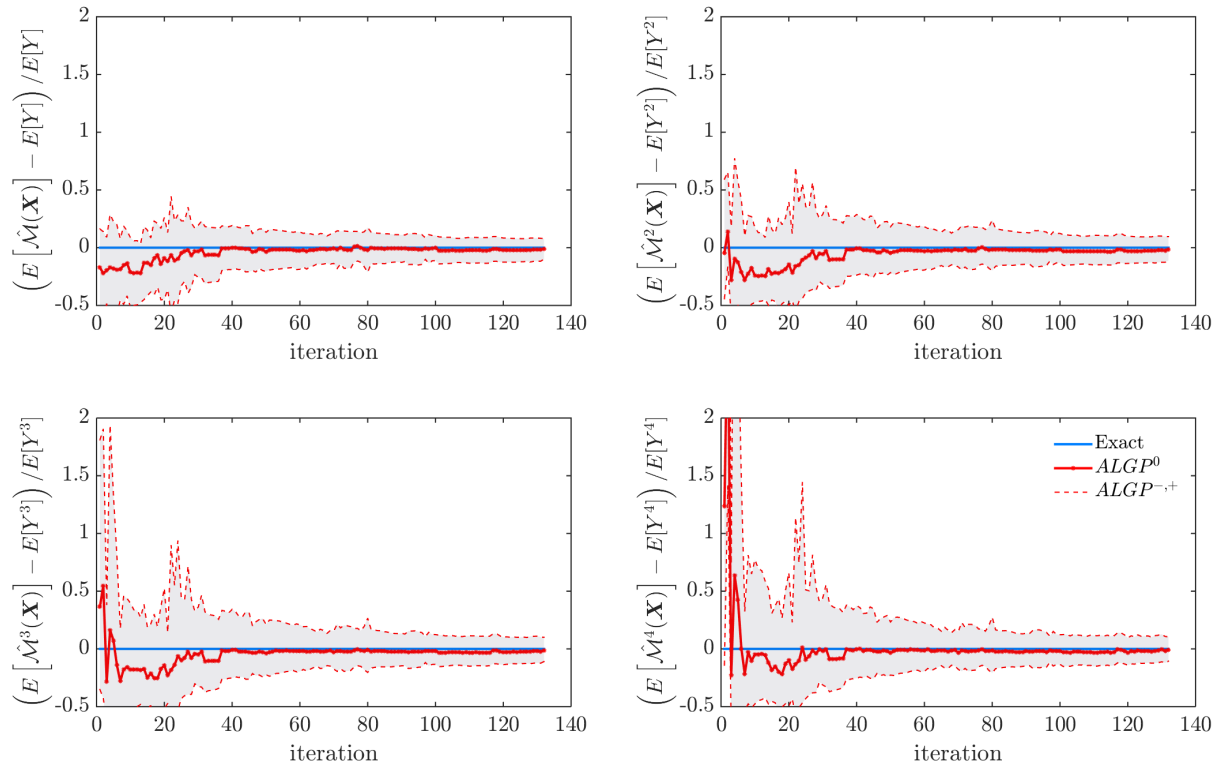 (E [M̂(X)] − E[Y]) /E[Y]
2
1.5
1
0.5
0
-0.5
0 20 40 60 80 100 120 140
iteration
(E [M̂²(X)] − E[Y²]) /E[Y²]
2
1.5
1
0.5
0
-0.5
0 20 40 60 80 100 120 140
iteration
(E [M̂³(X)] − E[Y³]) /E[Y³]
2
1.5
1
0.5
0
-0.5
0 20 40 60 80 100 120 140
iteration
(E [M̂⁴(X)] − E[Y⁴]) /E[Y⁴]
2
1.5
1
0.5
0
-0.5
0 20 40 60 80 100 120 140
iteration
Exact
ALGP⁰
ALGP⁻,⁺